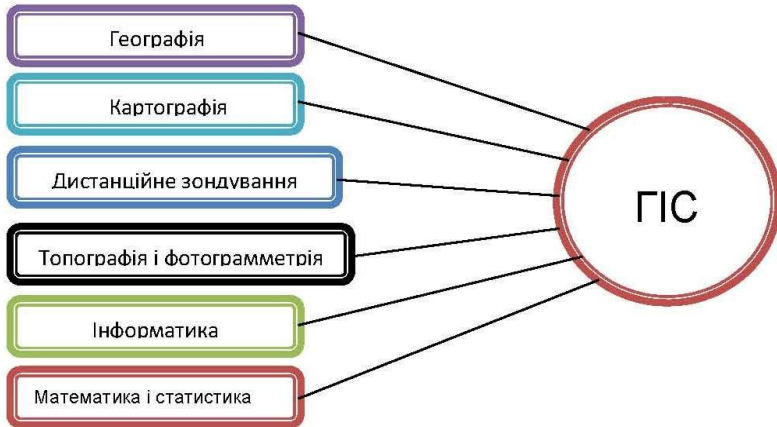 Географія
Картографія
Дистанційне зондування
Топографія і фотограмметрія
Інформатика
Математика і статистика
ГІС